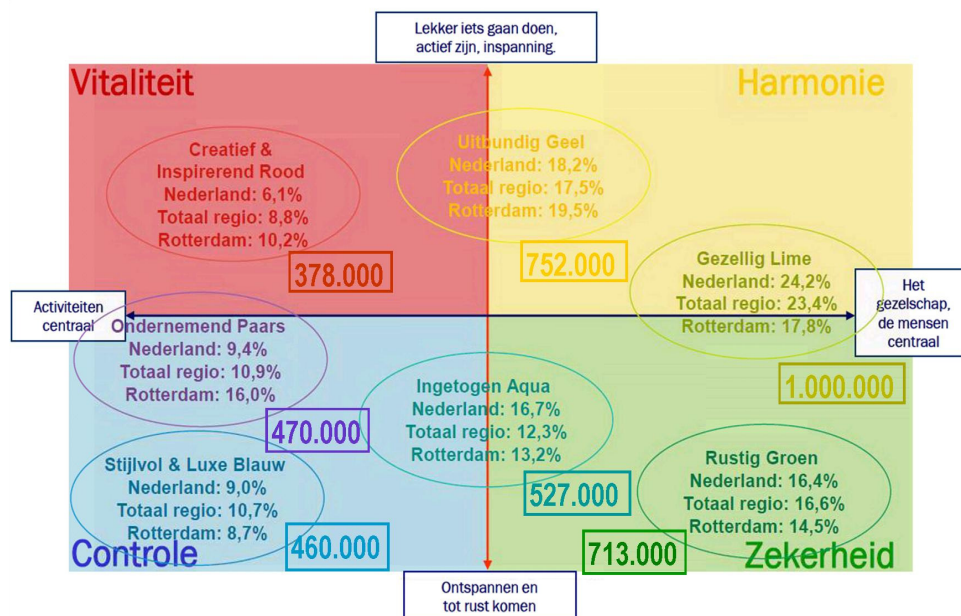 Lekker iets gaan doen,
actief zijn, inspanning.
Vitaliteit
Harmonie
Creatief &
Inspirerend Rood
Nederland: 6,1%
Totaal regio: 8,8%
Rotterdam: 10,2%
378.000
Uitbundig Geel
Nederland: 18,2%
Totaal regio: 17,5%
Rotterdam: 19,5%
752.000
Gezellig Lime
Nederland: 24,2%
Totaal regio: 23,4%
Rotterdam: 17,8%
1.000.000
Activiteiten
centraal
Het
gezelschap,
de mensen
centraal
Ondernemend Paars
Nederland: 9,4%
Totaal regio: 10,9%
Rotterdam: 16,0%
470.000
Ingetogen Aqua
Nederland: 16,7%
Totaal regio: 12,3%
Rotterdam: 13,2%
527.000
Stijlvol & Luxe Blauw
Nederland: 9,0%
Totaal regio: 10,7%
Rotterdam: 8,7%
460.000
Rustig Groen
Nederland: 16,4%
Totaal regio: 16,6%
Rotterdam: 14,5%
713.000
Controle
Zekerheid
Ontspannen en
tot rust komen